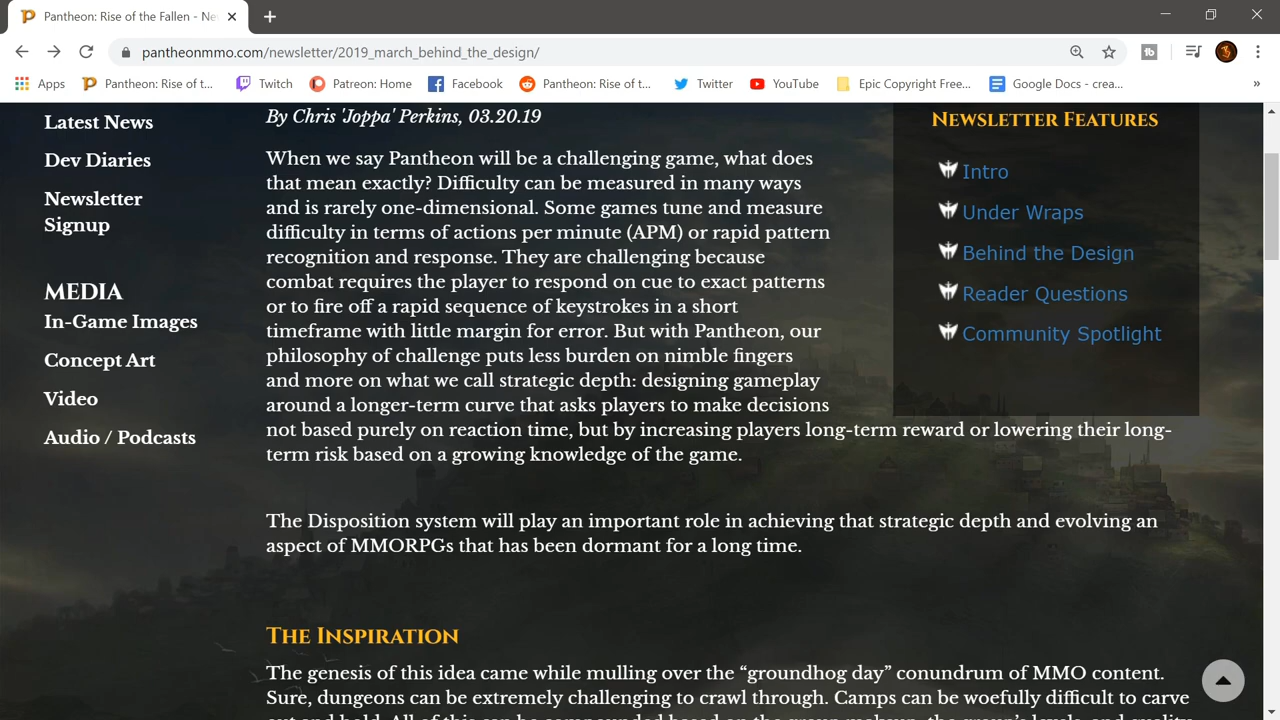 Pantheon: Rise of the Fallen - Ne
pantheonmmo.com/newsletter/2019_march_behind_the_design/
Apps
Pantheon: Rise of t...
Twitch
Patreon: Home
Facebook
Pantheon: Rise of t...
Twitter
YouTube
Epic Copyright Free...
Google Docs - crea...
»
Latest News
Dev Diaries
Newsletter
Signup
MEDIA
In-Game Images
Concept Art
Video
Audio / Podcasts
By Chris 'Joppa' Perkins, 03.20.19
When we say Pantheon will be a challenging game, what does
that mean exactly? Difficulty can be measured in many ways
and is rarely one-dimensional. Some games tune and measure
difficulty in terms of actions per minute (APM) or rapid pattern
recognition and response. They are challenging because
combat requires the player to respond on cue to exact patterns
or to fire off a rapid sequence of keystrokes in a short
timeframe with little margin for error. But with Pantheon, our
philosophy of challenge puts less burden on nimble fingers
and more on what we call strategic depth: designing gameplay
around a longer-term curve that asks players to make decisions
not based purely on reaction time, but by increasing players long-term reward or lowering their long-
term risk based on a growing knowledge of the game.
The Disposition system will play an important role in achieving that strategic depth and evolving an
aspect of MMORPGs that has been dormant for a long time.
The Inspiration
The genesis of this idea came while mulling over the “groundhog day” conundrum of MMO content.
Sure, dungeons can be extremely challenging to crawl through. Camps can be woefully difficult to carve
Newsletter Features
Intro
Under Wraps
Behind the Design
Reader Questions
Community Spotlight